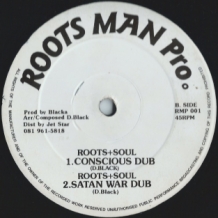 ROOTS MAN Pro.
Prod by Blacka
Arr/Composed D.Black
Dist by Jet Star
081 961-5818
B. SIDE
RMP 001
45RPM
ROOTS+SOUL
1.CONSCIOUS DUB
(D.BLACK)
ROOTS+SOUL
2.SATAN WAR DUB
(D.Black)